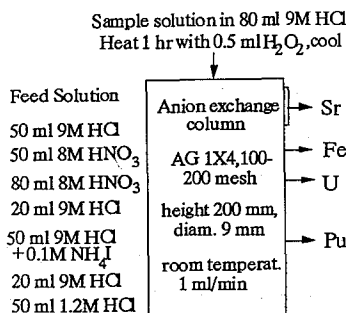 Sample solution in 80 ml 9M HCl
Heat 1 hr with 0.5 ml H₂O₂, cool
Feed Solution
50 ml 9M HCl
50 ml 8M HNO₃
80 ml 8M HNO₃
20 ml 9M HCl
50 ml 9M HCl
+0.1M NH₄I
20 ml 9M HCl
50 ml 1.2M HCl
Anion exchange
column
AG 1X4,100-
200 mesh
height 200 mm,
diam. 9 mm
room temperat.
1 ml/min
Sr
Fe
U
Pu